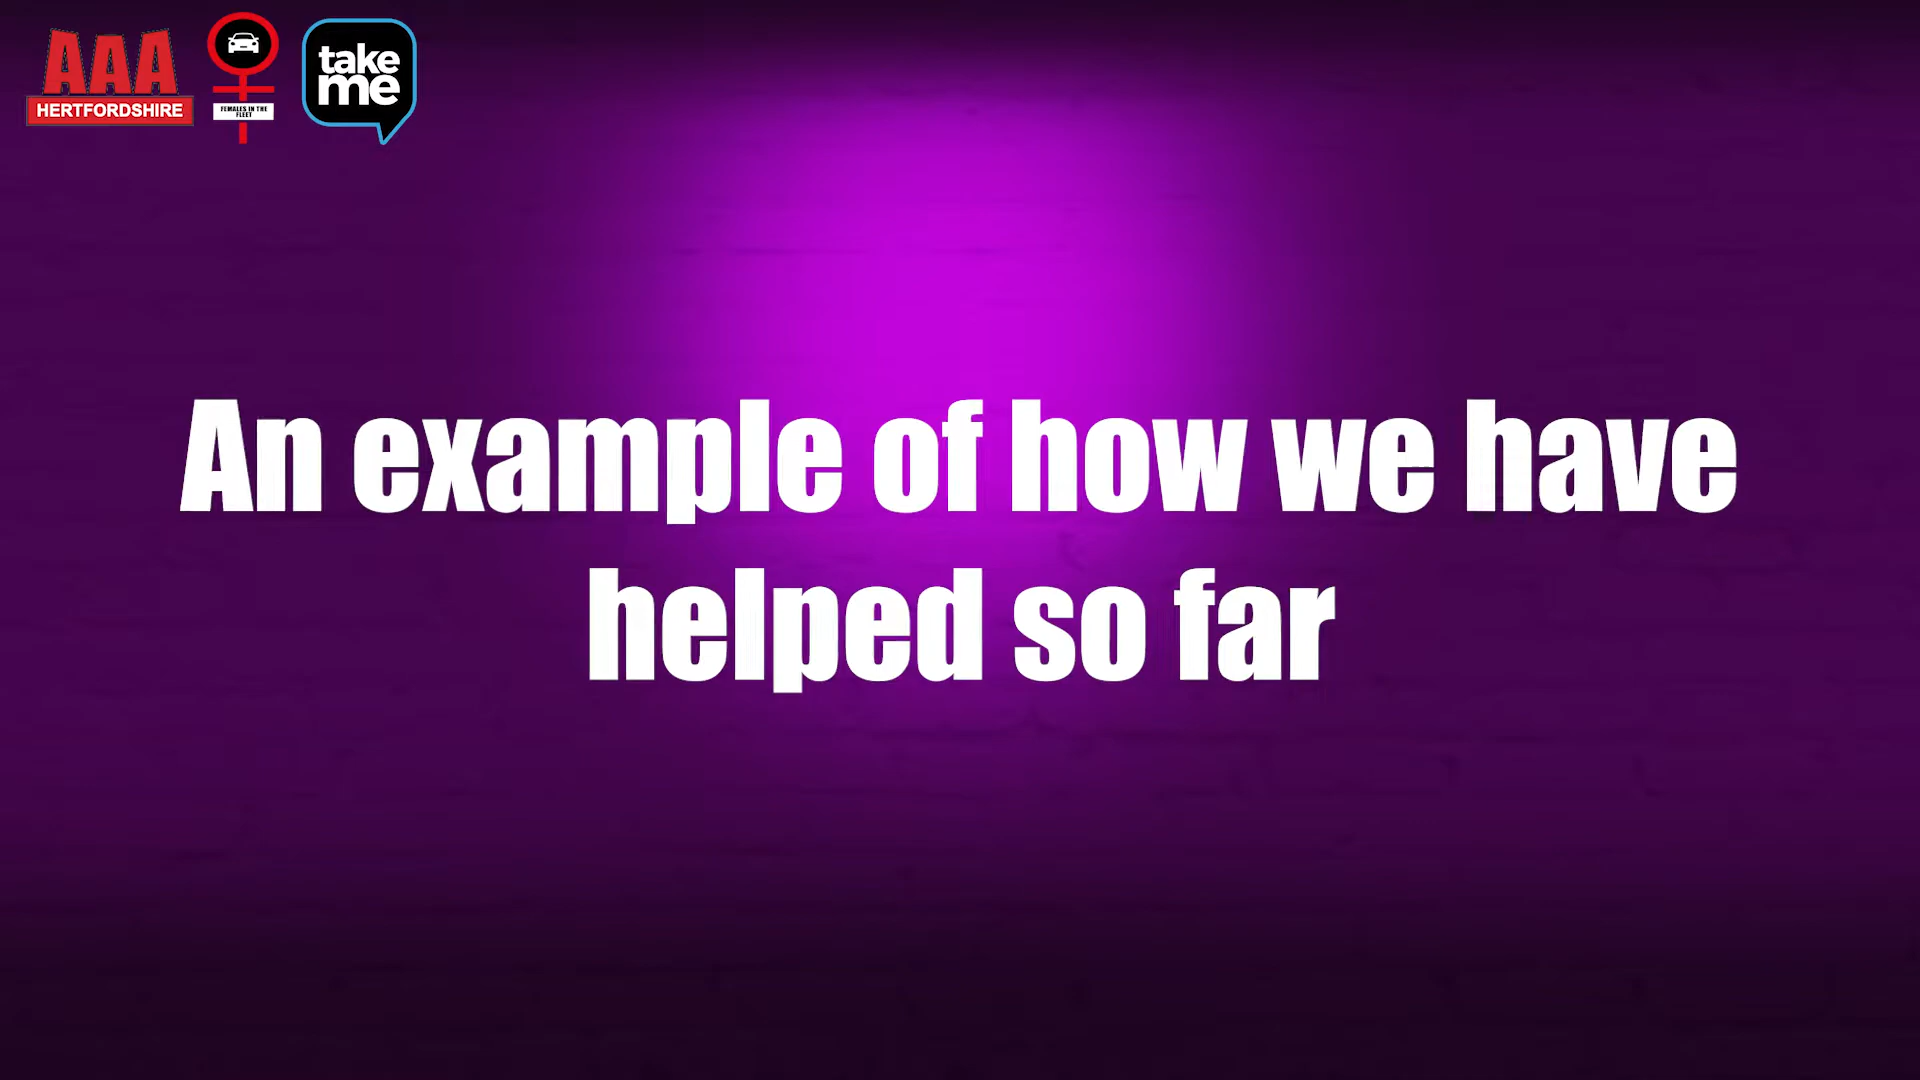 AAA
HERTFORDSHIRE
FEMALES IN THE
FLEET
take
me
An example of how we have
helped so far